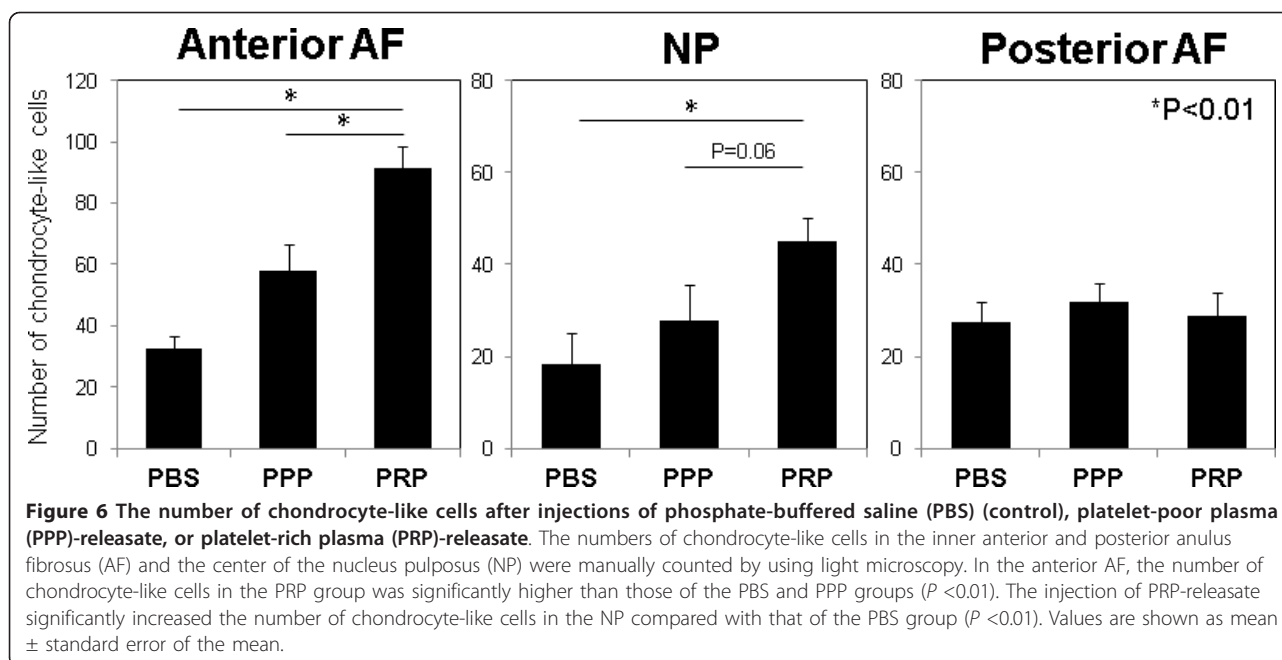 Anterior AF
NP
Posterior AF
Number of chondrocyte-like cells
120
100
80
60
40
20
0
*
*
PBS PPP PRP
80
60
40
20
0
*
P=0.06
PBS PPP PRP
80
60
40
20
0
*P<0.01
PBS PPP PRP
Figure 6 The number of chondrocyte-like cells after injections of phosphate-buffered saline (PBS) (control), platelet-poor plasma
(PPP)-releasate, or platelet-rich plasma (PRP)-releasate. The numbers of chondrocyte-like cells in the inner anterior and posterior anulus
fibrosus (AF) and the center of the nucleus pulposus (NP) were manually counted by using light microscopy. In the anterior AF, the number of
chondrocyte-like cells in the PRP group was significantly higher than those of the PBS and PPP groups (P <0.01). The injection of PRP-releasate
significantly increased the number of chondrocyte-like cells in the NP compared with that of the PBS group (P <0.01). Values are shown as mean
± standard error of the mean.